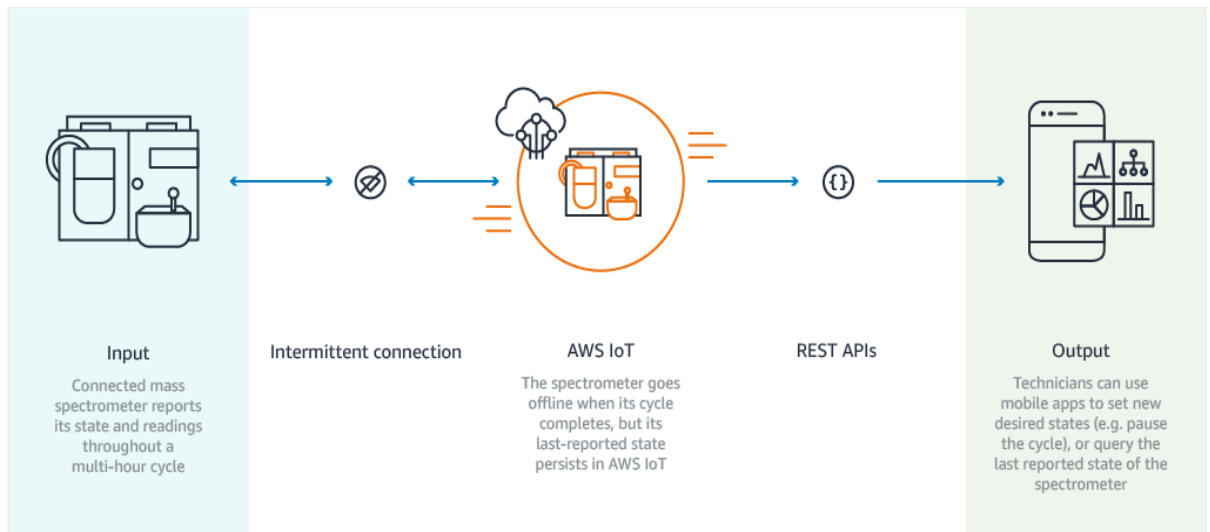 Input
Connected mass
spectrometer reports
its state and readings
throughout a
multi-hour cycle
Intermittent connection
AWS IoT
The spectrometer goes
offline when its cycle
completes, but its
last-reported state
persists in AWS IoT
{}
REST APIs
Output
Technicians can use
mobile apps to set new
desired states (e.g. pause
the cycle), or query the
last reported state of the
spectrometer